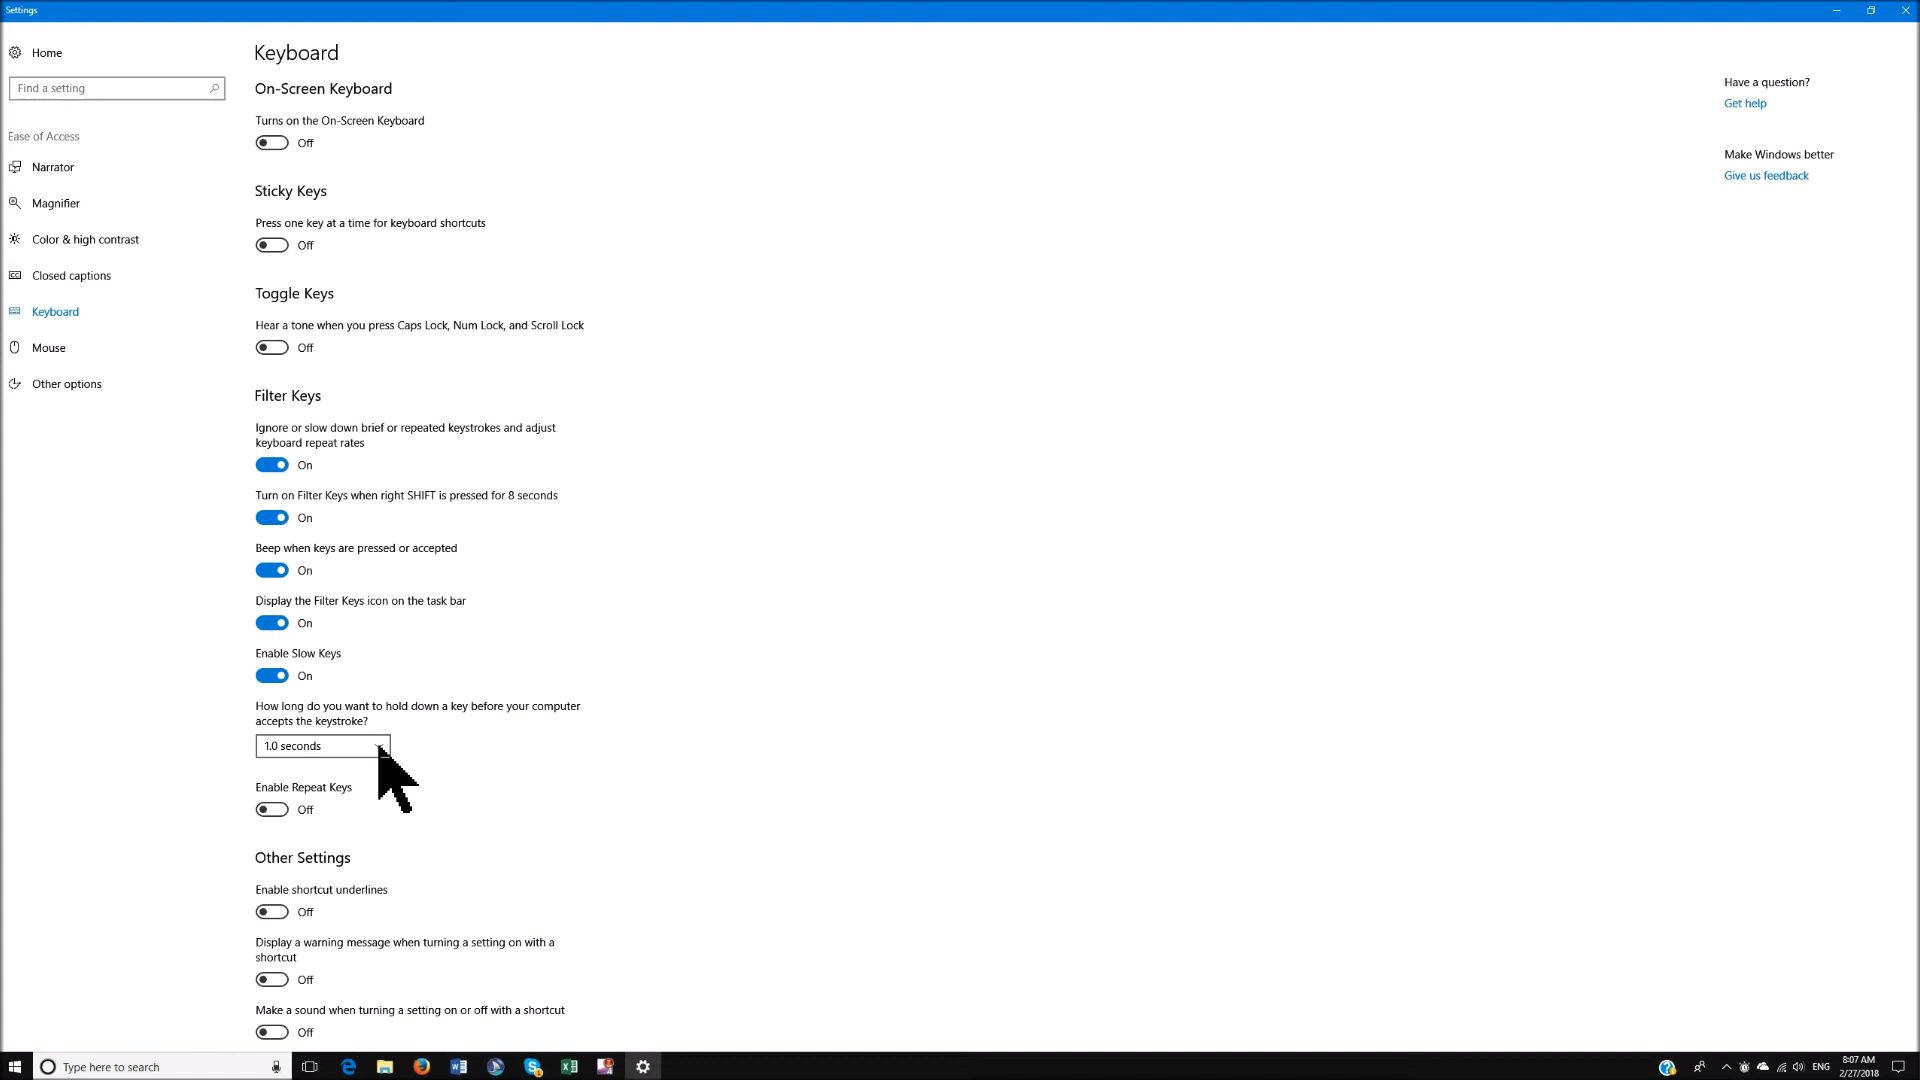 Settings
Home
Find a setting
Ease of Access
Narrator
Magnifier
Color & high contrast
Closed captions
Keyboard
Mouse
Other options
Keyboard
On-Screen Keyboard
Turns on the On-Screen Keyboard
Off
Sticky Keys
Press one key at a time for keyboard shortcuts
Off
Toggle Keys
Hear a tone when you press Caps Lock, Num Lock, and Scroll Lock
Off
Filter Keys
Ignore or slow down brief or repeated keystrokes and adjust
keyboard repeat rates
On
Turn on Filter Keys when right SHIFT is pressed for 8 seconds
On
Beep when keys are pressed or accepted
On
Display the Filter Keys icon on the task bar
On
Enable Slow Keys
On
How long do you want to hold down a key before your computer
accepts the keystroke?
1.0 seconds
Enable Repeat Keys
Off
Other Settings
Enable shortcut underlines
Off
Display a warning message when turning a setting on with a
shortcut
Off
Make a sound when turning a setting on or off with a shortcut
Off
Have a question?
Get help
Make Windows better
Give us feedback
Type here to search
ENG
8:07 AM
2/27/2018